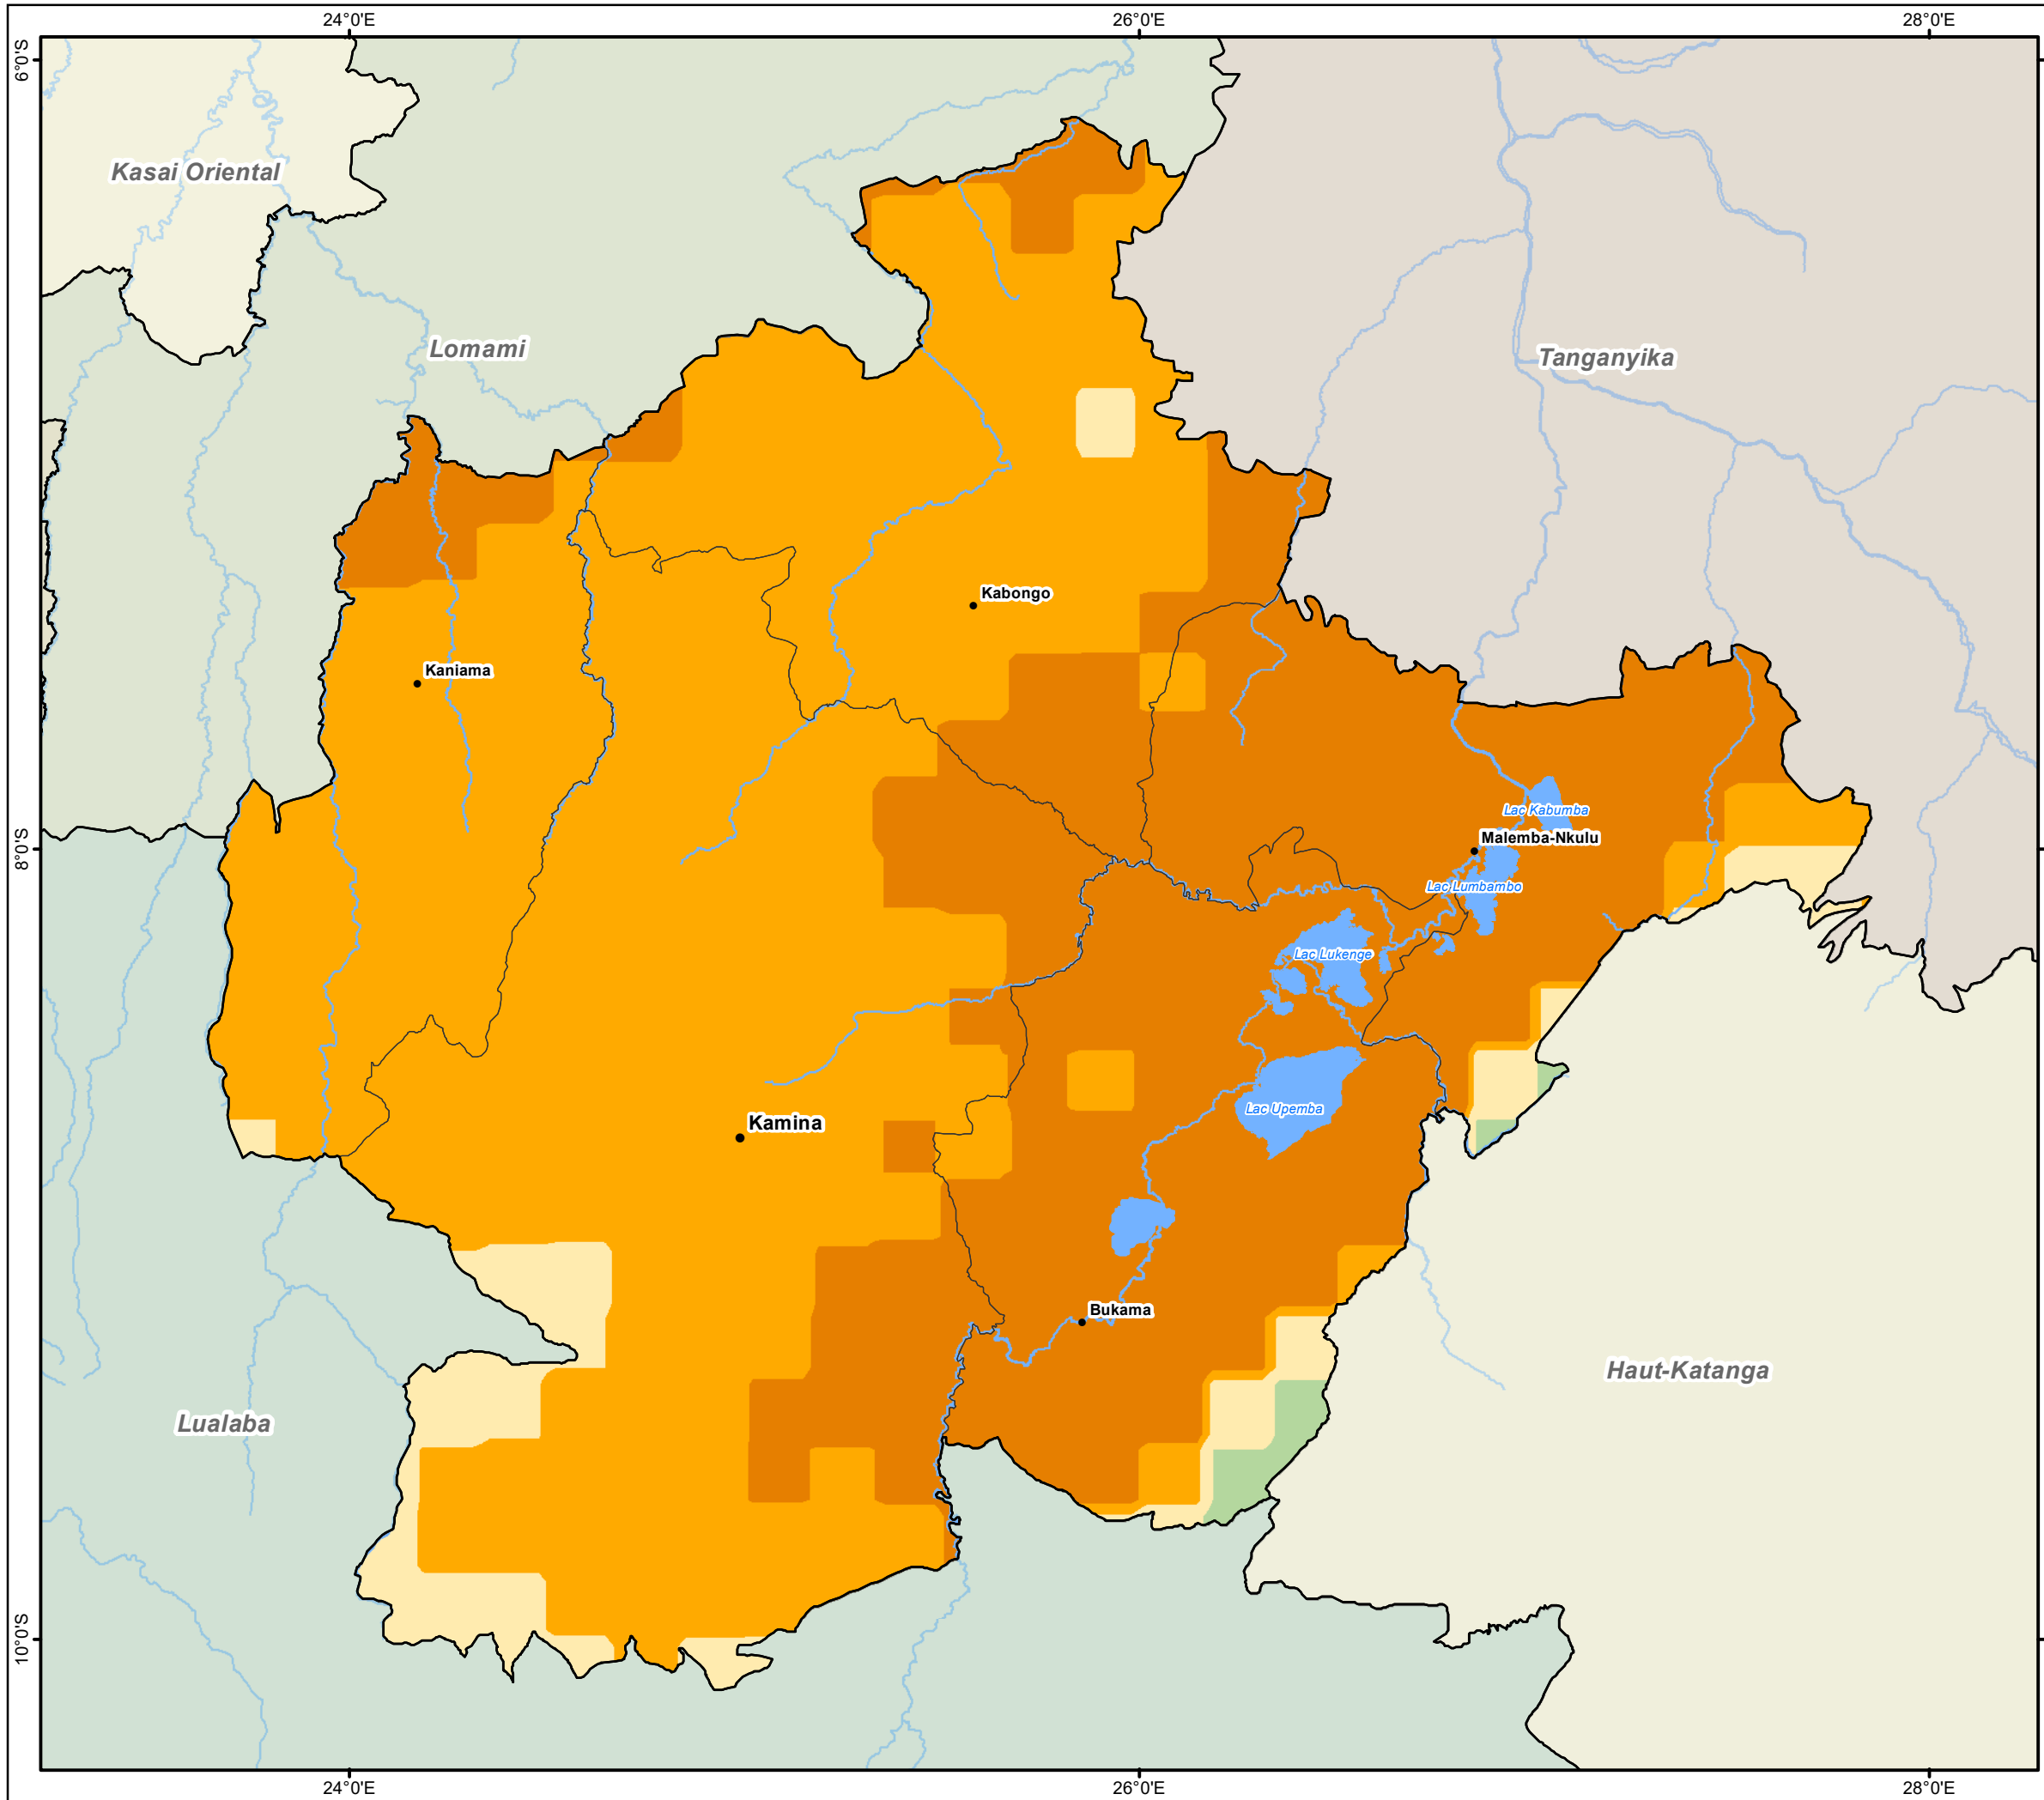 24°0'E 26°0'E 28°0'E
6°0'S
Kasai Oriental
Lomami
Tanganyika
Kabongo
Kaniama
Lac Kabumba
8°0'S
Malemba-Nkulu
Lac Lumbambo
Lac Lukenge
Lac Upemba
Kamina
Bukama
Haut-Katanga
Lualaba
10°0'S
24°0'E 26°0'E 28°0'E